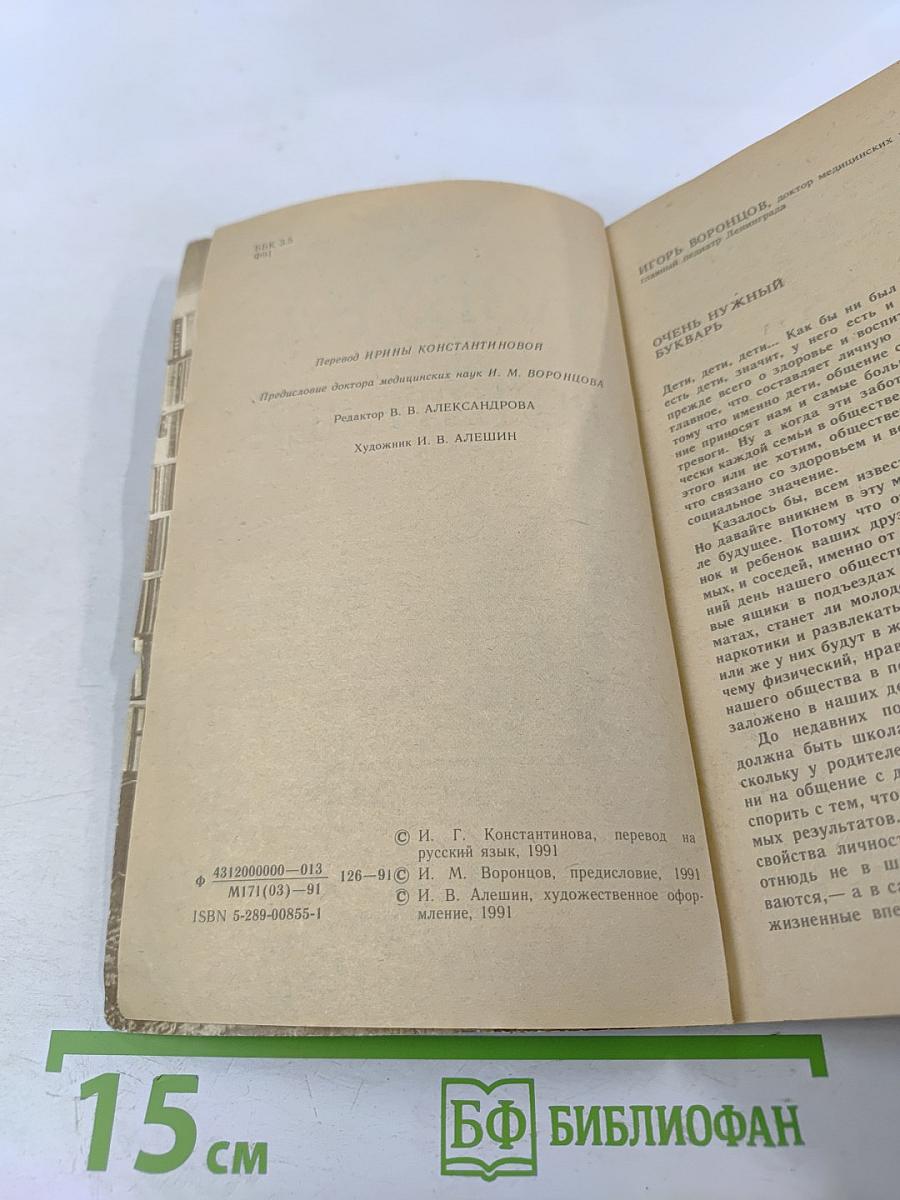 ББК 3.5
Ф91
Перевод ИРИНЫ КОНСТАНТИНОВОЙ
Предисловие доктора медицинских наук И. М. ВОРОНЦОВА
Редактор В. В. АЛЕКСАНДРОВА
Художник И. В. АЛЕШИН
© И. Г. Константинова, перевод на
русский язык, 1991
Ф 4312000000—013 126—91
М171(03)—91
© И. М. Воронцов, предисловие, 1991
© И. В. Алешин, художественное офор-
мление, 1991
ISBN 5-289-00855-1
ИГОРЬ ВОРОНЦОВ, доктор медицинских
главный педиатр Ленинграда
ОЧЕНЬ НУЖНЫЙ
БУКВАРЬ
Дети, дети, дети... Как бы ни был
есть дети, значит, у него есть и
прежде всего о здоровье и воспит
главное, что составляет личную
тому что именно дети, общение с
ние приносят нам и самые боль
тревоги. Ну а когда эти забот
чески каждой семьи в обществе
этого или не хотим, обществе
что связано со здоровьем и во
социальное значение.
Казалось бы, всем извест
Но давайте вникнем в эту м
ле будущее. Потому что о
нок и ребенок ваших друз
мых, и соседей, именно от
ний день нашего общест
вые ящики в подъездах
матах, станет ли молод
наркотики и развлекать
или же у них будут в ж
чему физический, нрав
нашего общества в по
заложено в наших де
До недавних по
должна быть школа
скольку у родителе
ни на общение с д
спорить с тем, что
мых результатов.
свойства личност
отнюдь не в ш
ваются,— а в са
жизненные впе
15 см
БФ БИБЛИОФАН